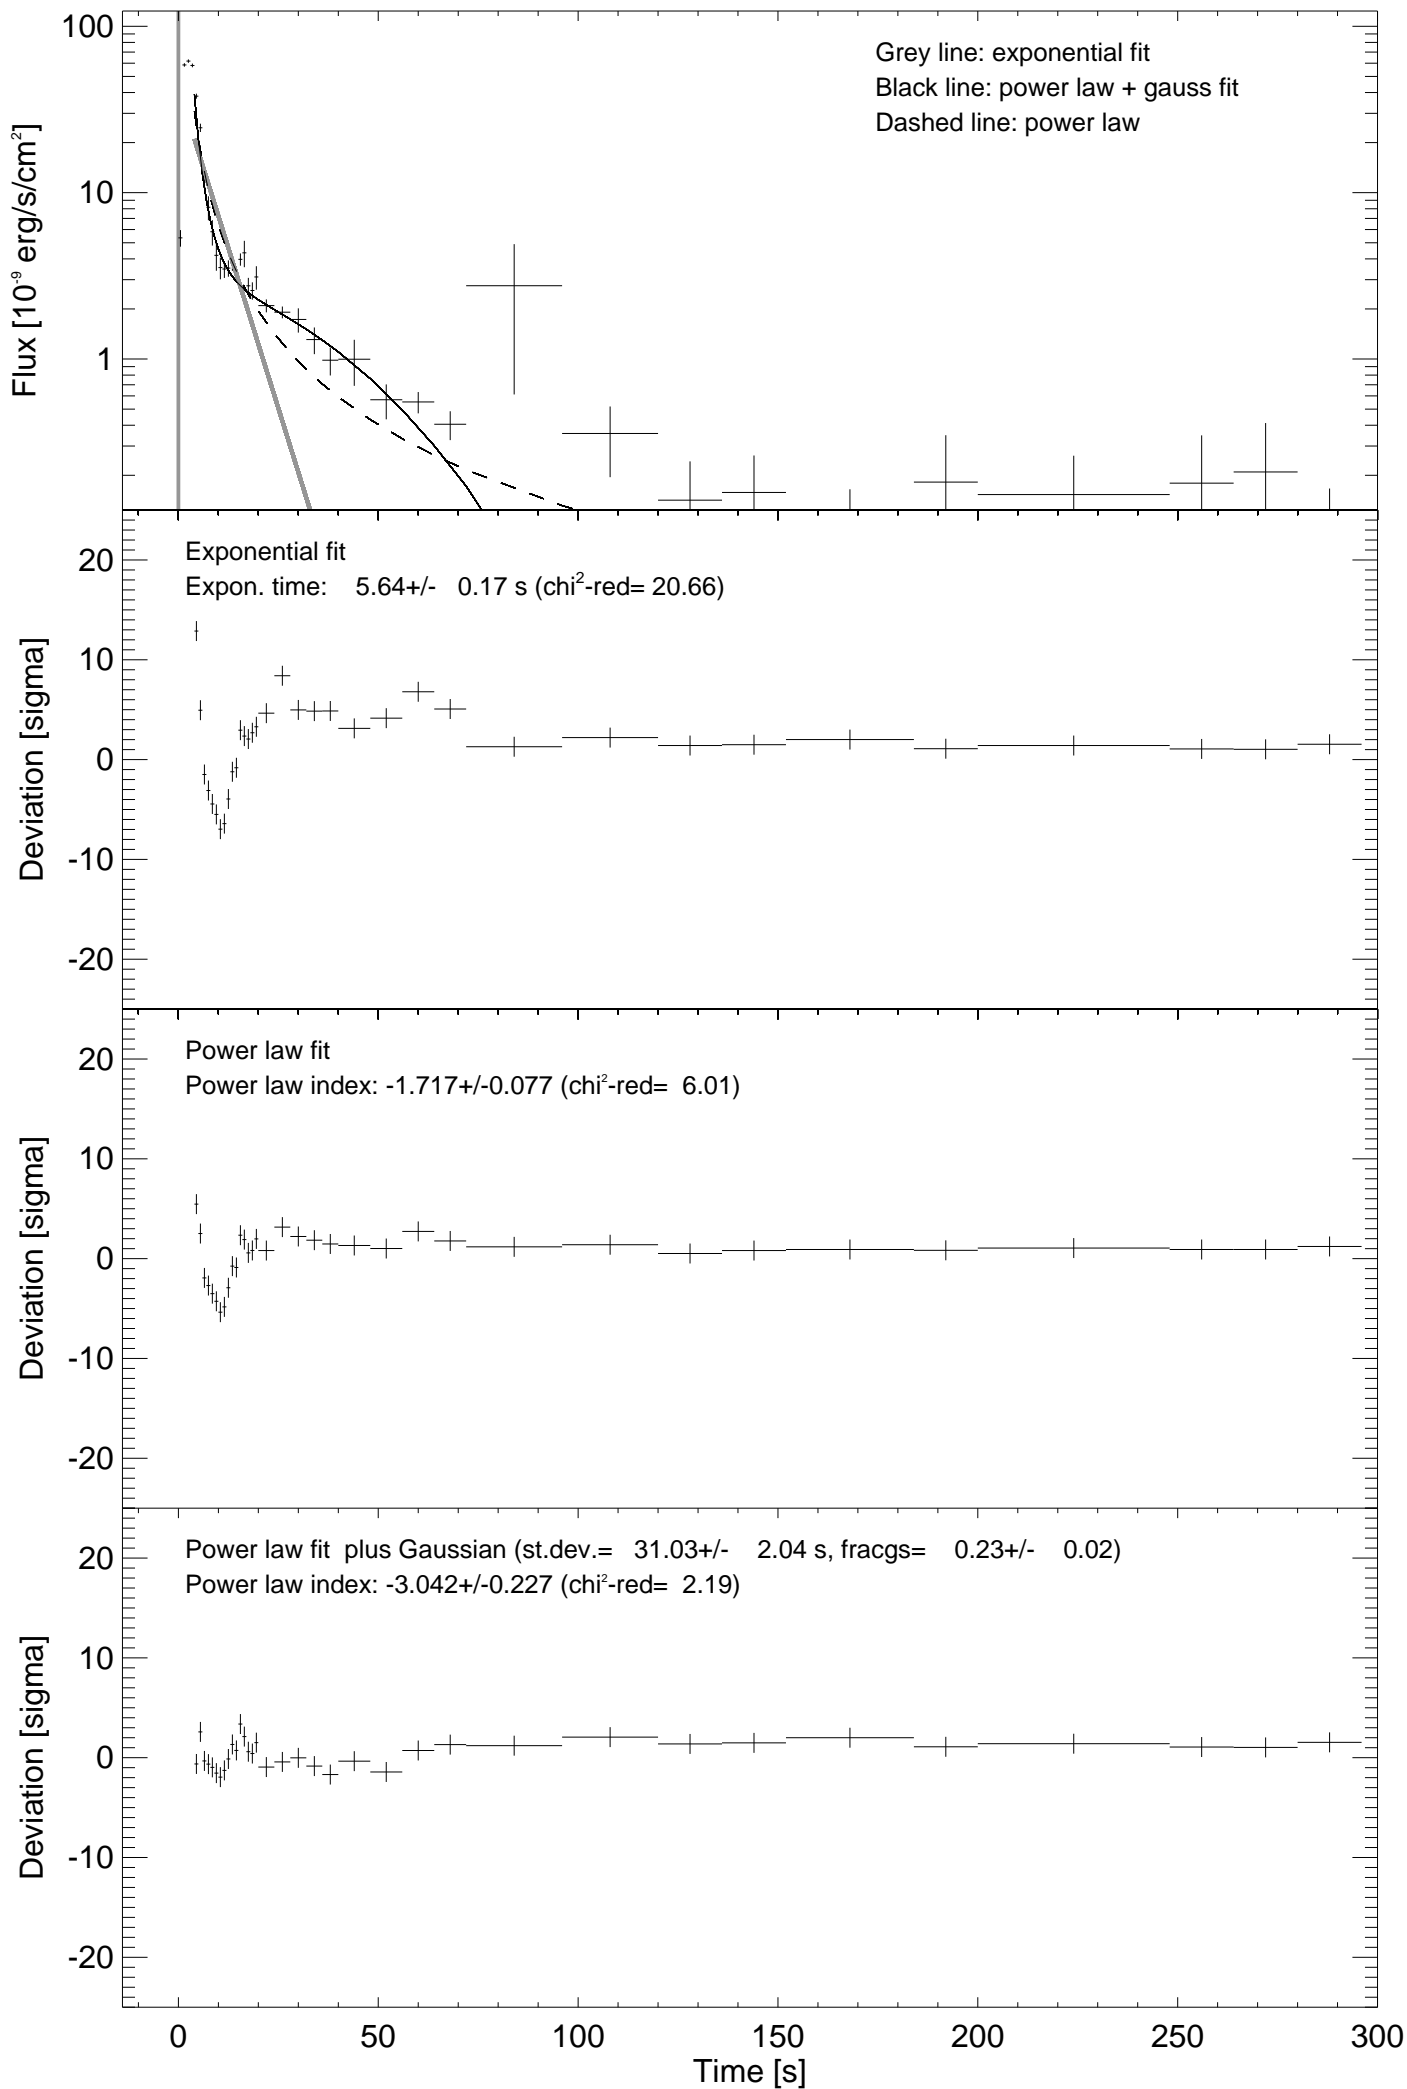 100
10
1
Flux [10⁻⁹ erg/s/cm²]
Grey line: exponential fit
Black line: power law + gauss fit
Dashed line: power law
20
10
0
-10
-20
Deviation [sigma]
Exponential fit
Expon. time: 5.64+/- 0.17 s (chi²-red= 20.66)
20
10
0
-10
-20
Deviation [sigma]
Power law fit
Power law index: -1.717+/-0.077 (chi²-red= 6.01)
20
10
0
-10
-20
Deviation [sigma]
Power law fit plus Gaussian (st.dev.= 31.03+/- 2.04 s, fracgs= 0.23+/- 0.02)
Power law index: -3.042+/-0.227 (chi²-red= 2.19)
0 50 100 150 200 250 300
Time [s]